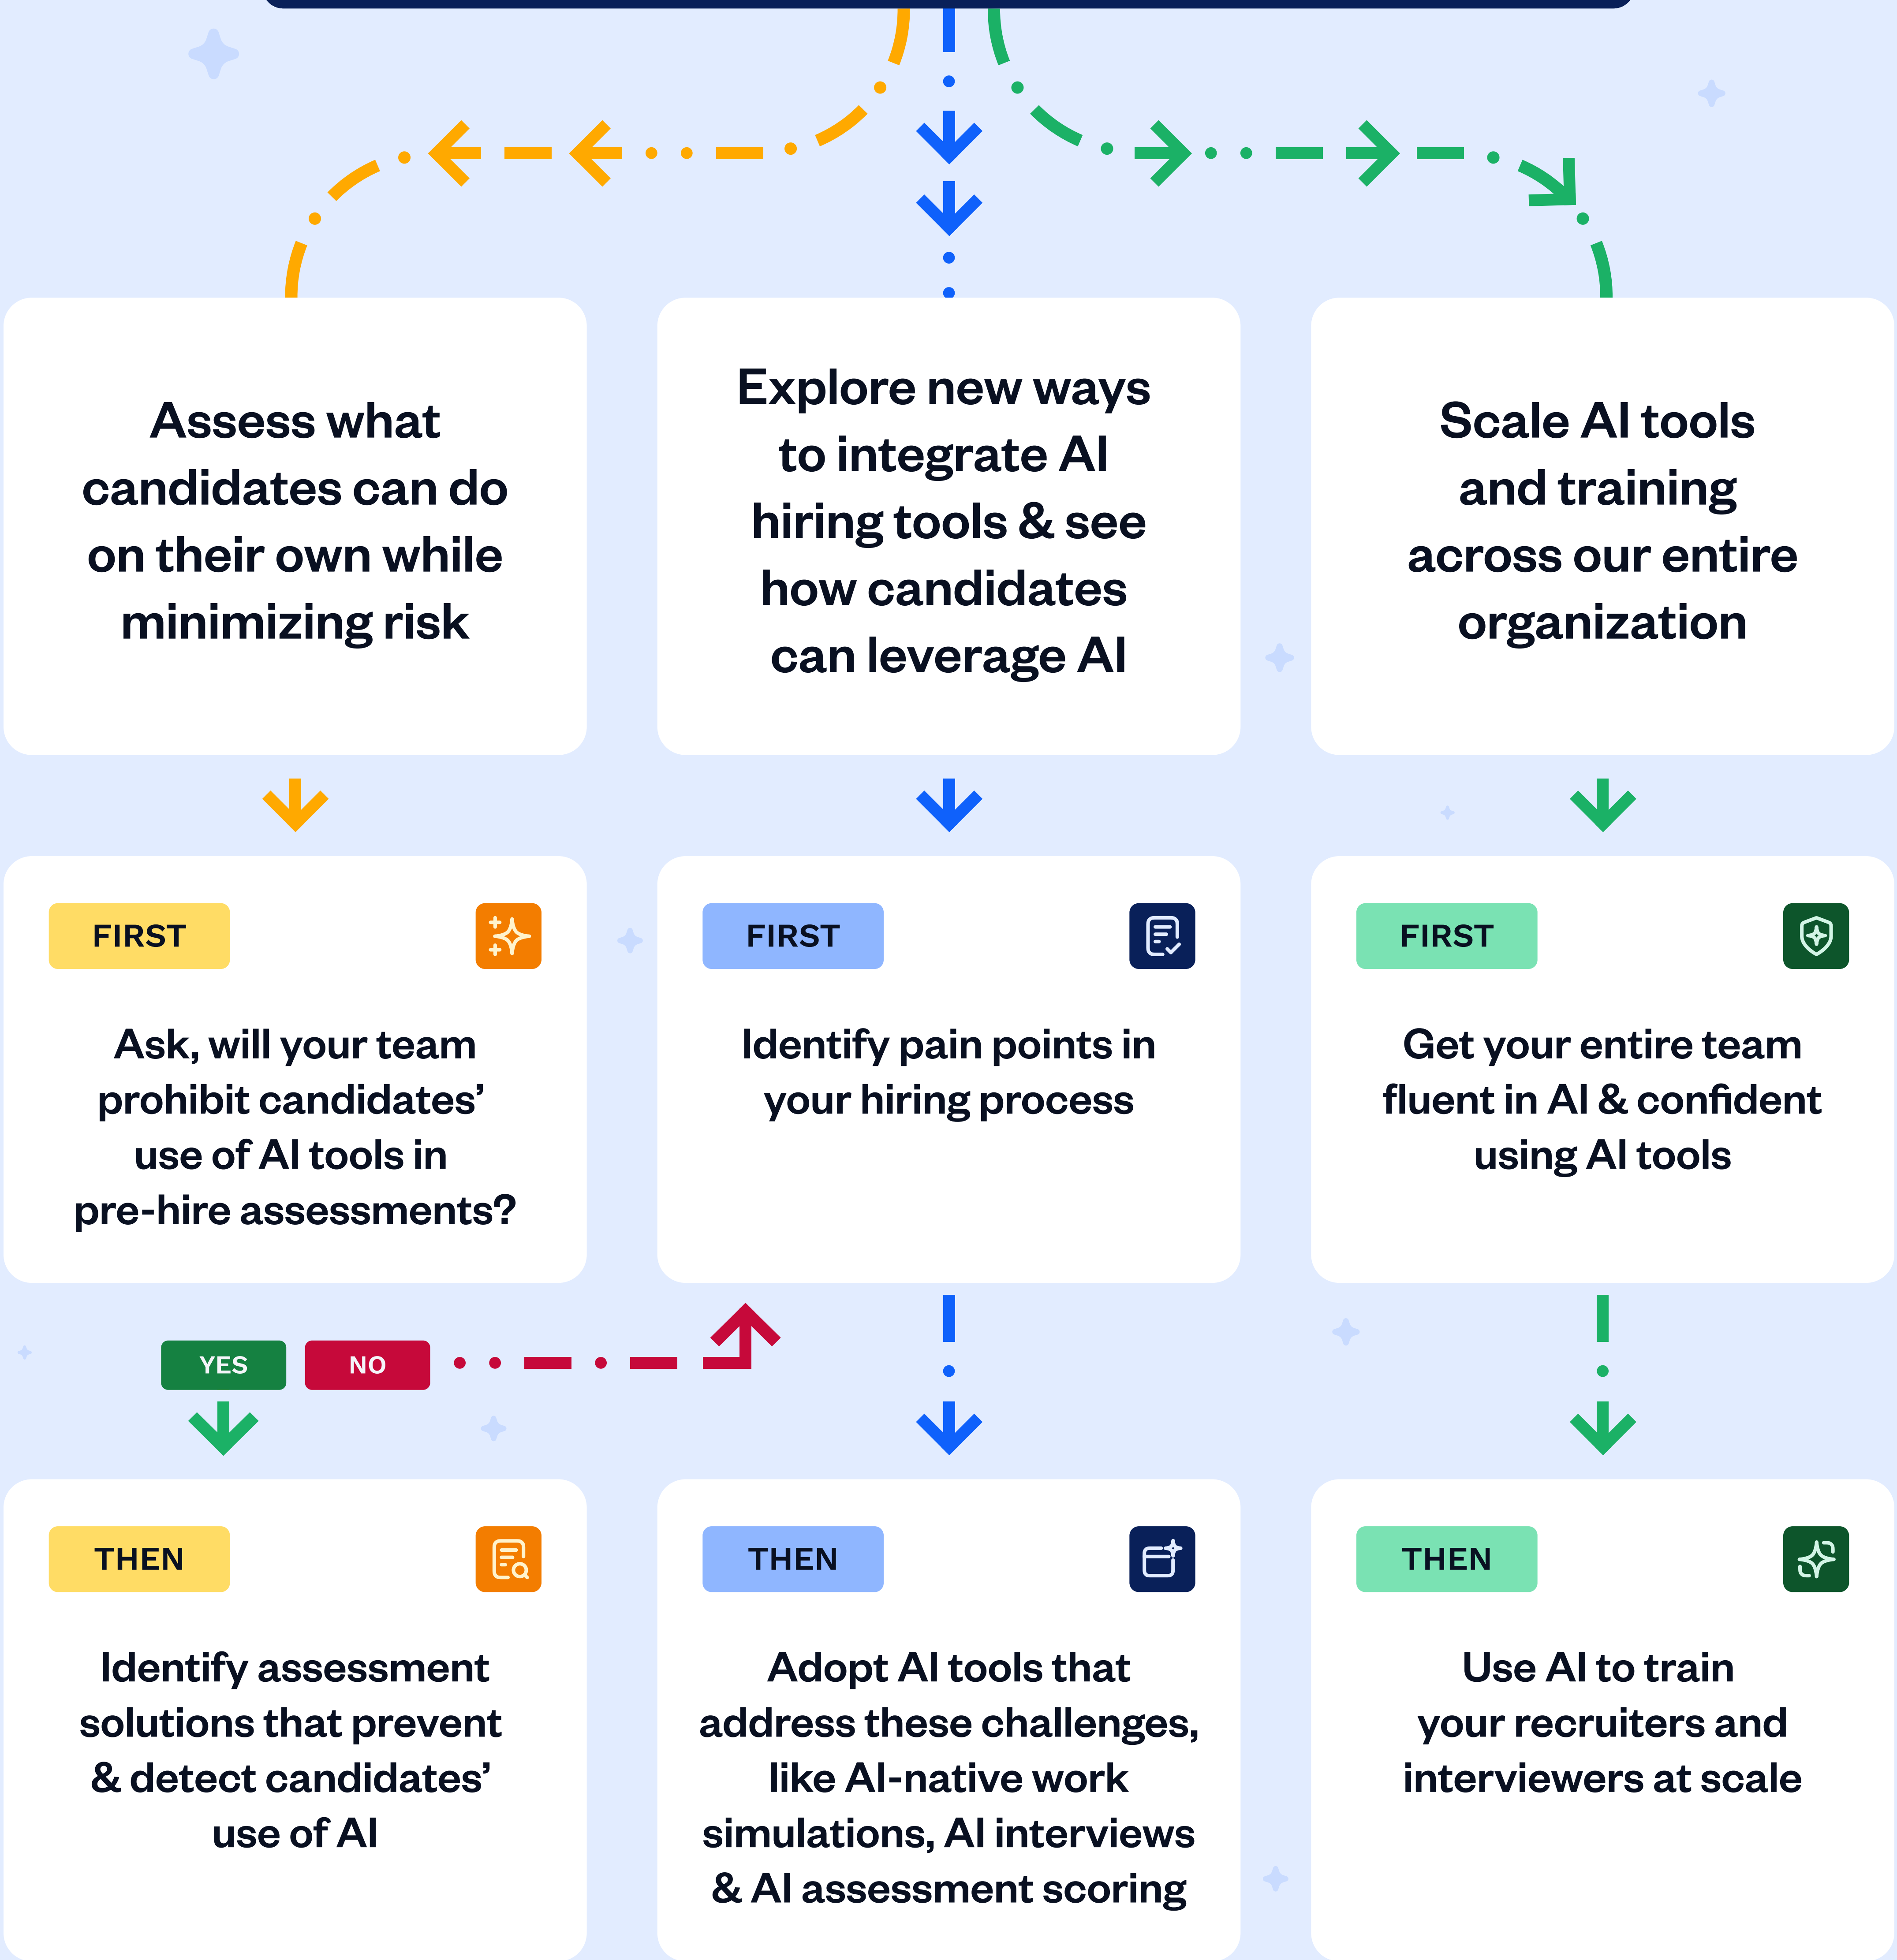 Assess what
candidates can do
on their own while
minimizing risk
Explore new ways
to integrate AI
hiring tools & see
how candidates
can leverage AI
Scale AI tools
and training
across our entire
organization
FIRST
Ask, will your team
prohibit candidates’
use of AI tools in
pre-hire assessments?
FIRST
Identify pain points in
your hiring process
FIRST
Get your entire team
fluent in AI & confident
using AI tools
YES
NO
THEN
Identify assessment
solutions that prevent
& detect candidates’
use of AI
THEN
Adopt AI tools that
address these challenges,
like AI-native work
simulations, AI interviews
& AI assessment scoring
THEN
Use AI to train
your recruiters and
interviewers at scale